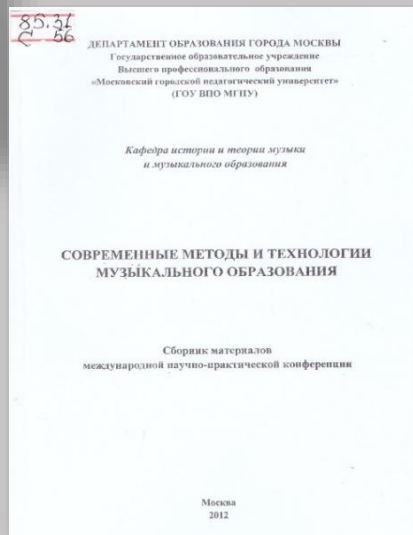 85.31
С 56
ДЕПАРТАМЕНТ ОБРАЗОВАНИЯ ГОРОДА МОСКВЫ
Государственное образовательное учреждение
Высшего профессионального образования
«Московский городской педагогический университет»
(ГОУ ВПО МГПУ)
Кафедра истории и теории музыки
и музыкального образования
СОВРЕМЕННЫЕ МЕТОДЫ И ТЕХНОЛОГИИ
МУЗЫКАЛЬНОГО ОБРАЗОВАНИЯ
Сборник материалов
международной научно-практической конференции
Москва
2012